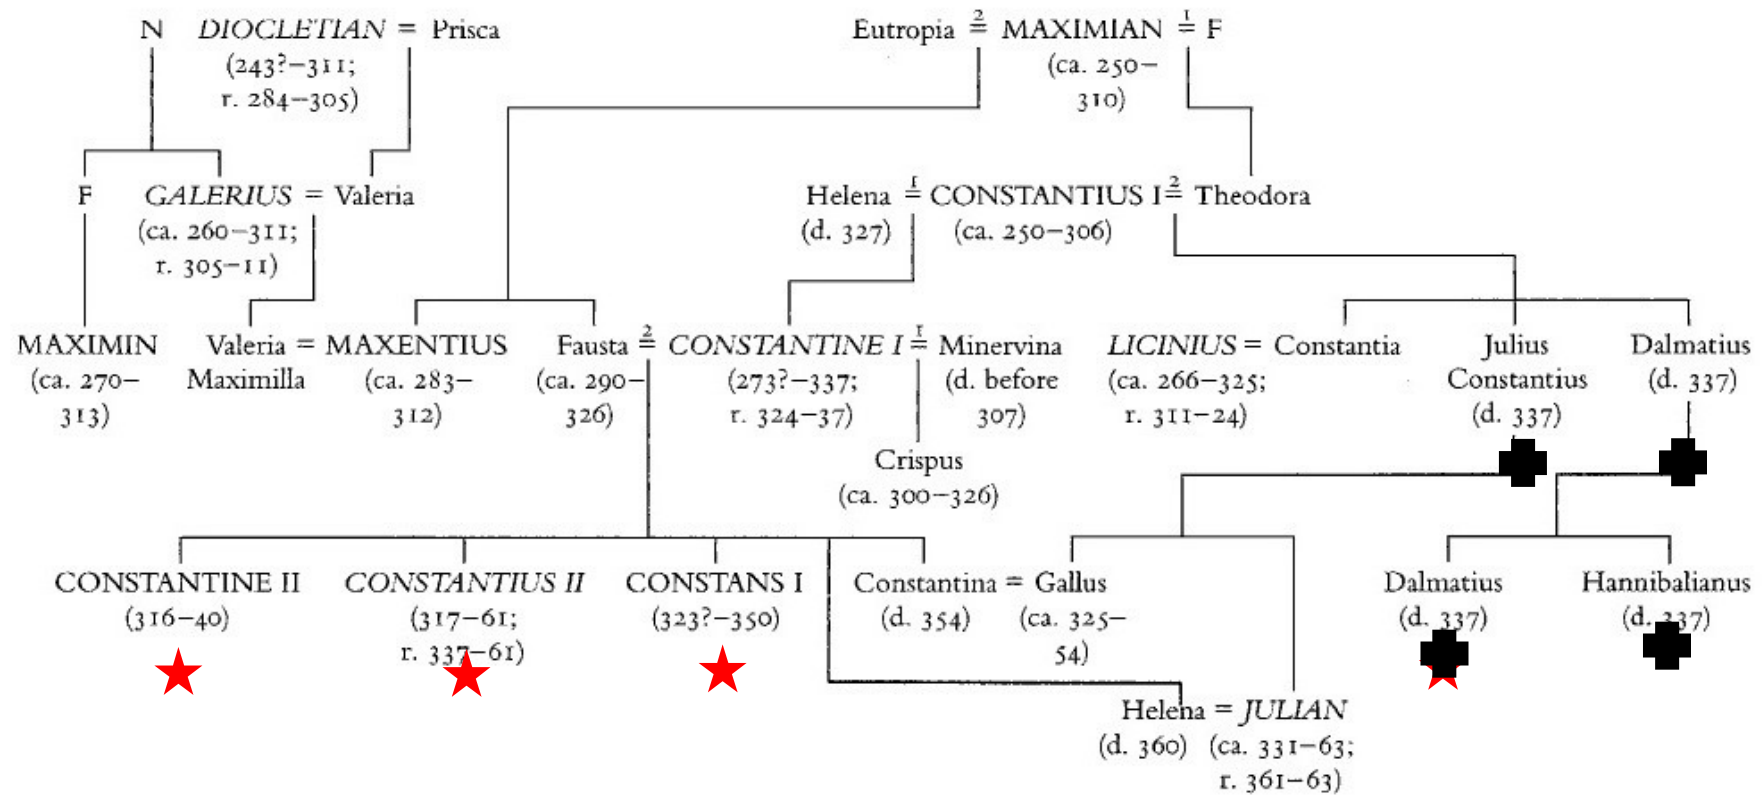 N DIOCLETIAN = Prisca Eutropia 2 = MAXIMIAN 1 = F
(243?–311; (ca. 250–
r. 284–305) 310)
F GALERIUS = Valeria Helena 1 = CONSTANTIUS I 2 = Theodora
(ca. 260–311; (d. 327) (ca. 250–306)
r. 305–11)
MAXIMIN Valeria = MAXENTIUS Fausta 2 = CONSTANTINE I 1 = Minervina LICINIUS = Constantia Julius Dalmatius
(ca. 270– Maximilla (ca. 283– (ca. 290– (273?–337; (d. before (ca. 266–325; Constantius (d. 337)
313) 312) 326) r. 324–37) 307) r. 311–24) (d. 337)
Crispus
(ca. 300–326)
CONSTANTINE II CONSTANTIUS II CONSTANS I Constantina = Gallus Dalmatius Hannibalianus
(316–40) (317–61; (323?–350) (d. 354) (ca. 325– (d. 337) (d. 337)
r. 337–61) 54)
Helena = JULIAN
(d. 360) (ca. 331–63;
r. 361–63)